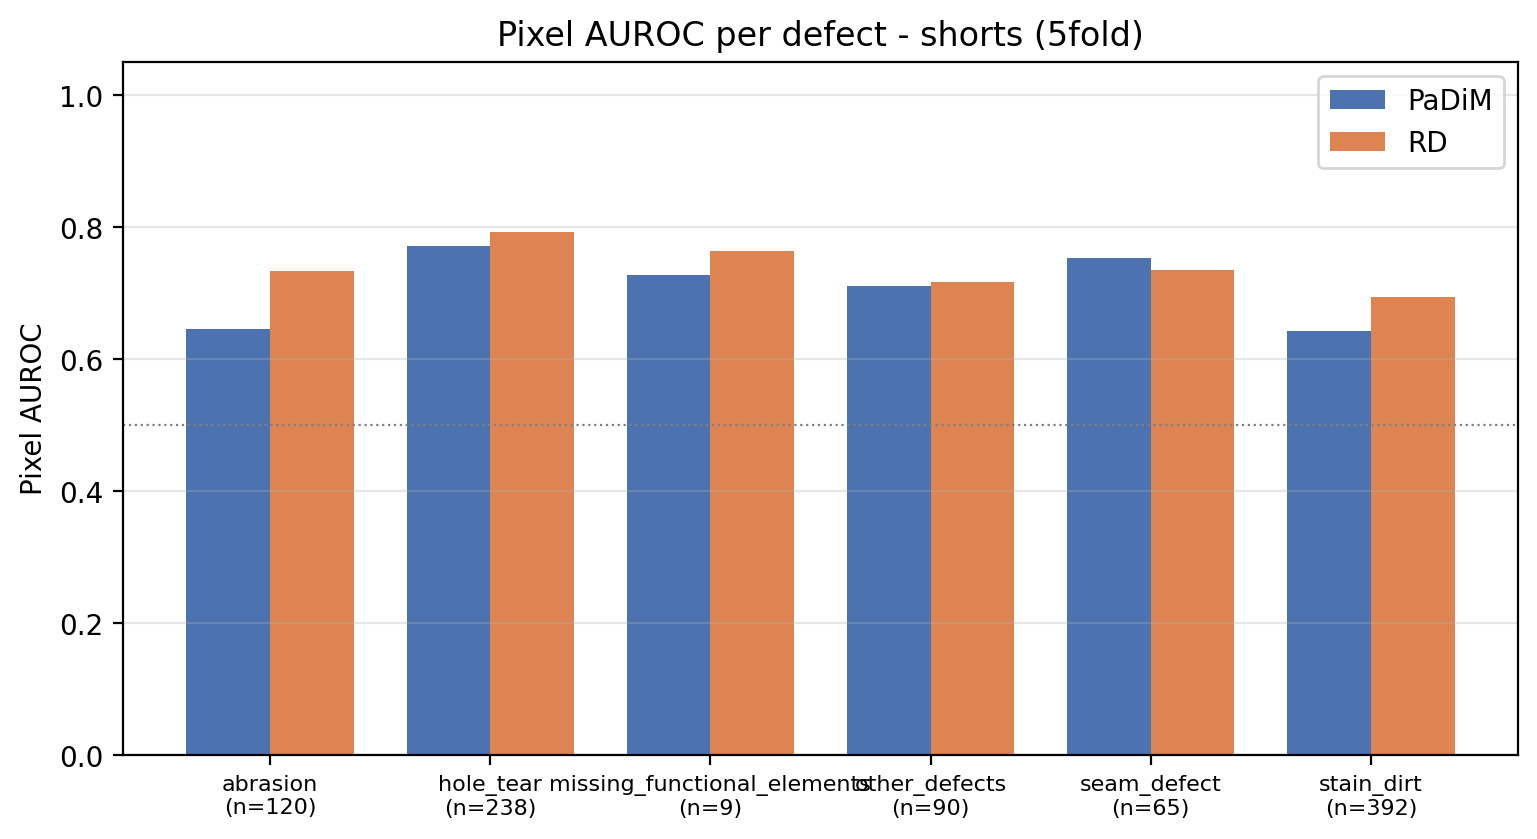 Pixel AUROC per defect - shorts (5fold)
PaDiM
RD
Pixel AUROC
1.0
0.8
0.6
0.4
0.2
0.0
abrasion
(n=120)
hole_tear
(n=238)
missing_functional_elements
(n=9)
other_defects
(n=90)
seam_defect
(n=65)
stain_dirt
(n=392)